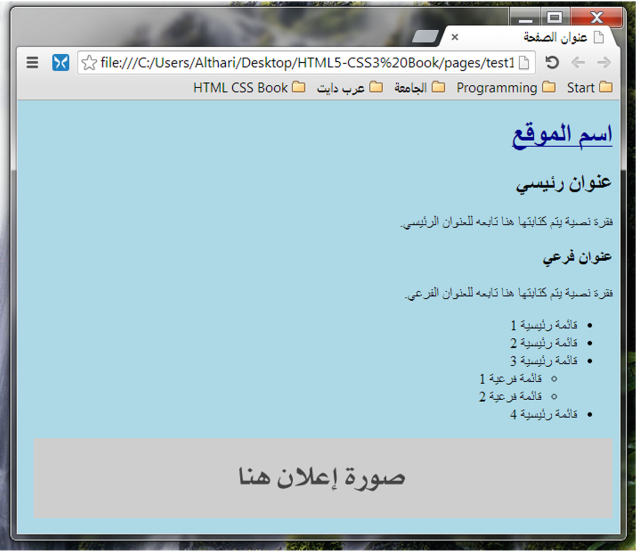 عنوان الصفحة
file:///C:/Users/Althari/Desktop/HTML5-CSS3%20Book/pages/test1
Start Programming الجامعة عرب دايت HTML CSS Book
اسم الموقع
عنوان رئيسي
فقرة نصية يتم كتابتها هنا تابعه للعنوان الرئيسي.
عنوان فرعي
فقرة نصية يتم كتابتها هنا تابعه للعنوان الفرعي.
قائمة رئيسية 1
قائمة رئيسية 2
قائمة رئيسية 3
قائمة فرعية 1
قائمة فرعية 2
قائمة رئيسية 4
صورة إعلان هنا